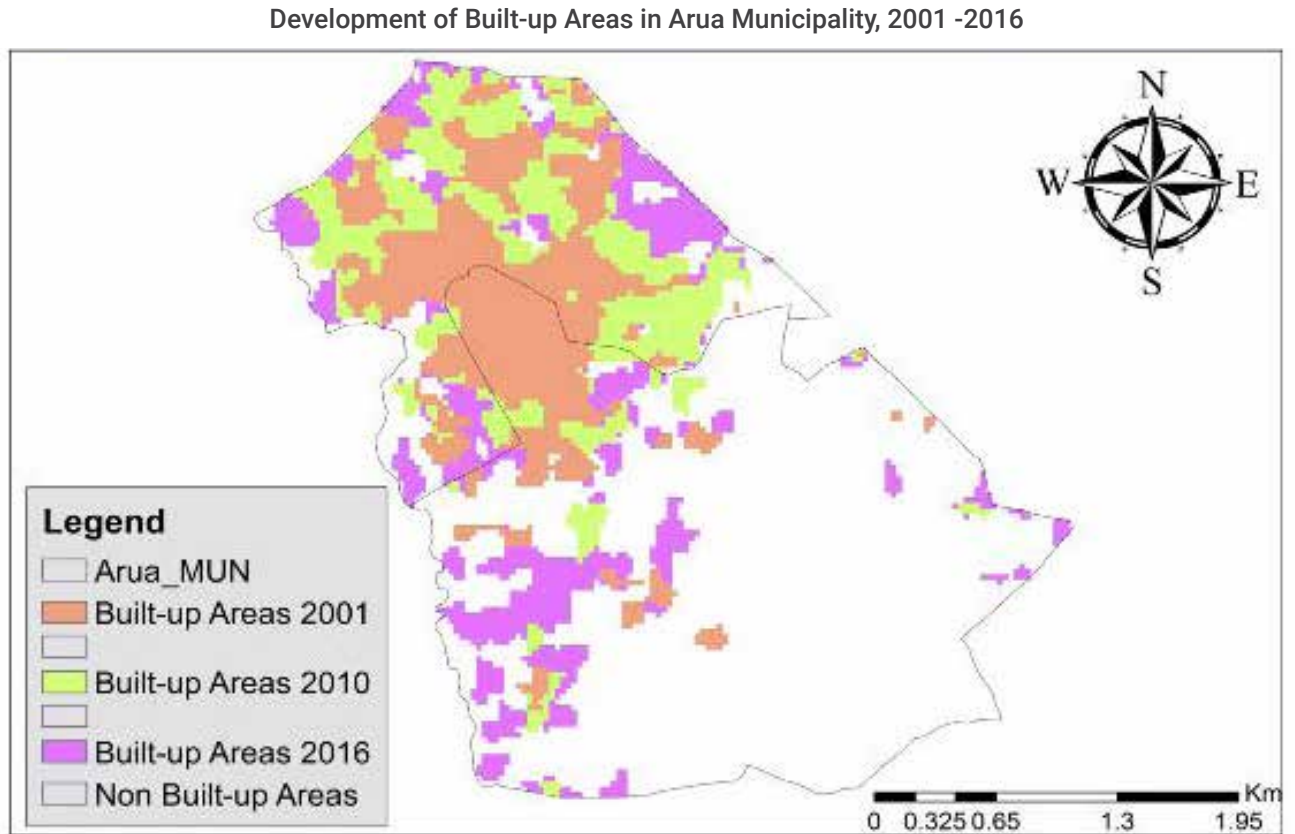 Development of Built-up Areas in Arua Municipality, 2001 -2016
N
W E
S
Legend
Arua_MUN
Built-up Areas 2001
Built-up Areas 2010
Built-up Areas 2016
Non Built-up Areas
Km
0 0.325 0.65 1.3 1.95